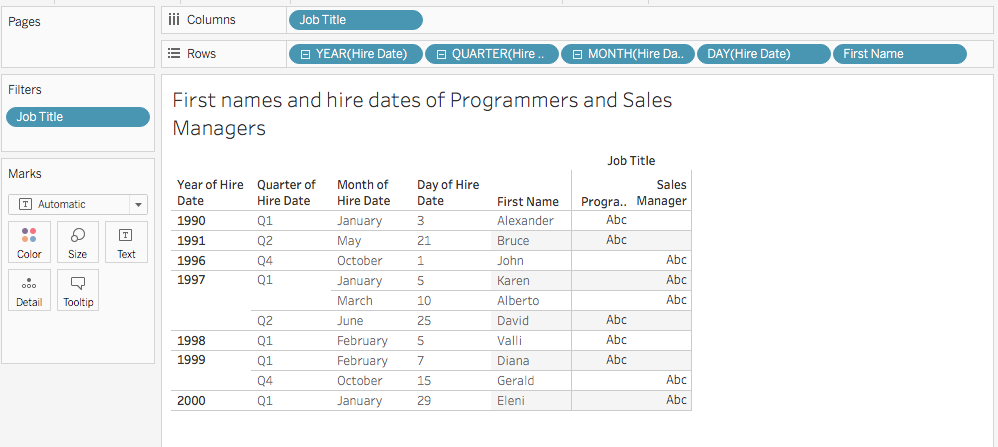 Pages
Columns
Job Title
Rows
YEAR(Hire Date)
QUARTER(Hire ..
MONTH(Hire Da..
DAY(Hire Date)
First Name
Filters
Job Title
Marks
Automatic
Color
Size
Text
Detail
Tooltip
First names and hire dates of Programmers and Sales
Managers
Job Title
Year of Hire Date
Quarter of Hire Date
Month of Hire Date
Day of Hire Date
First Name
Progra..
Sales Manager
1990 Q1 January 3 Alexander Abc
1991 Q2 May 21 Bruce Abc
1996 Q4 October 1 John Abc
1997 Q1 January 5 Karen Abc
March 10 Alberto Abc
Q2 June 25 David Abc
1998 Q1 February 5 Valli Abc
1999 Q1 February 7 Diana Abc
Q4 October 15 Gerald Abc
2000 Q1 January 29 Eleni Abc